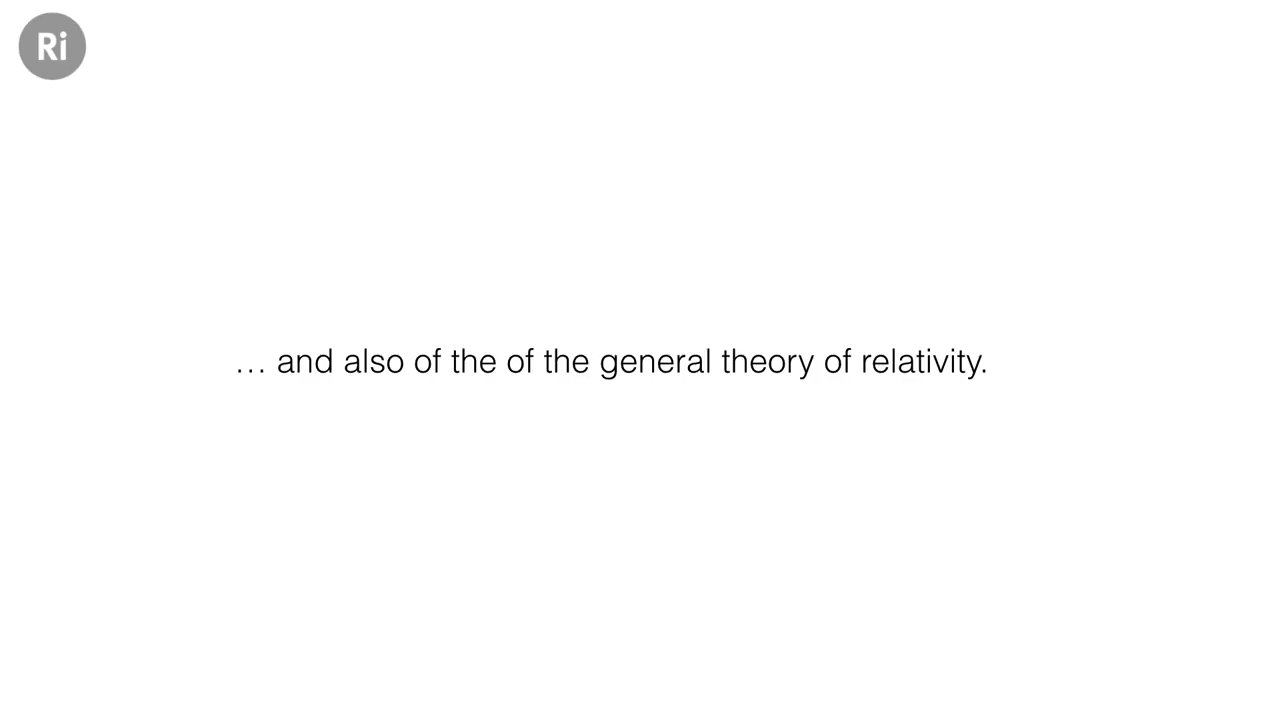 Ri
… and also of the of the general theory of relativity.